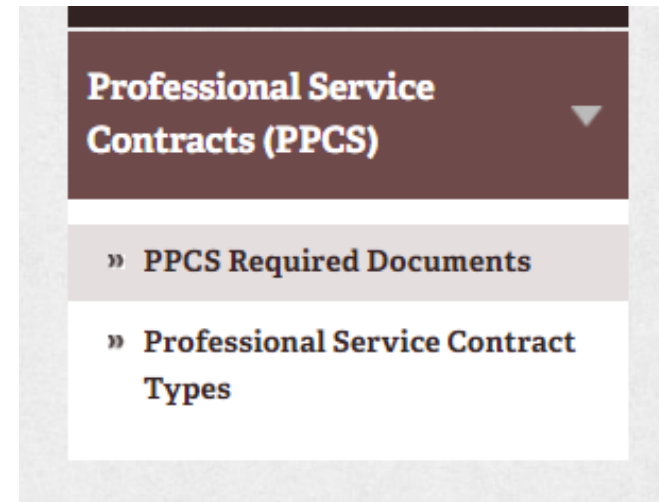 Professional Service
Contracts (PPCS)
» PPCS Required Documents
» Professional Service Contract
Types